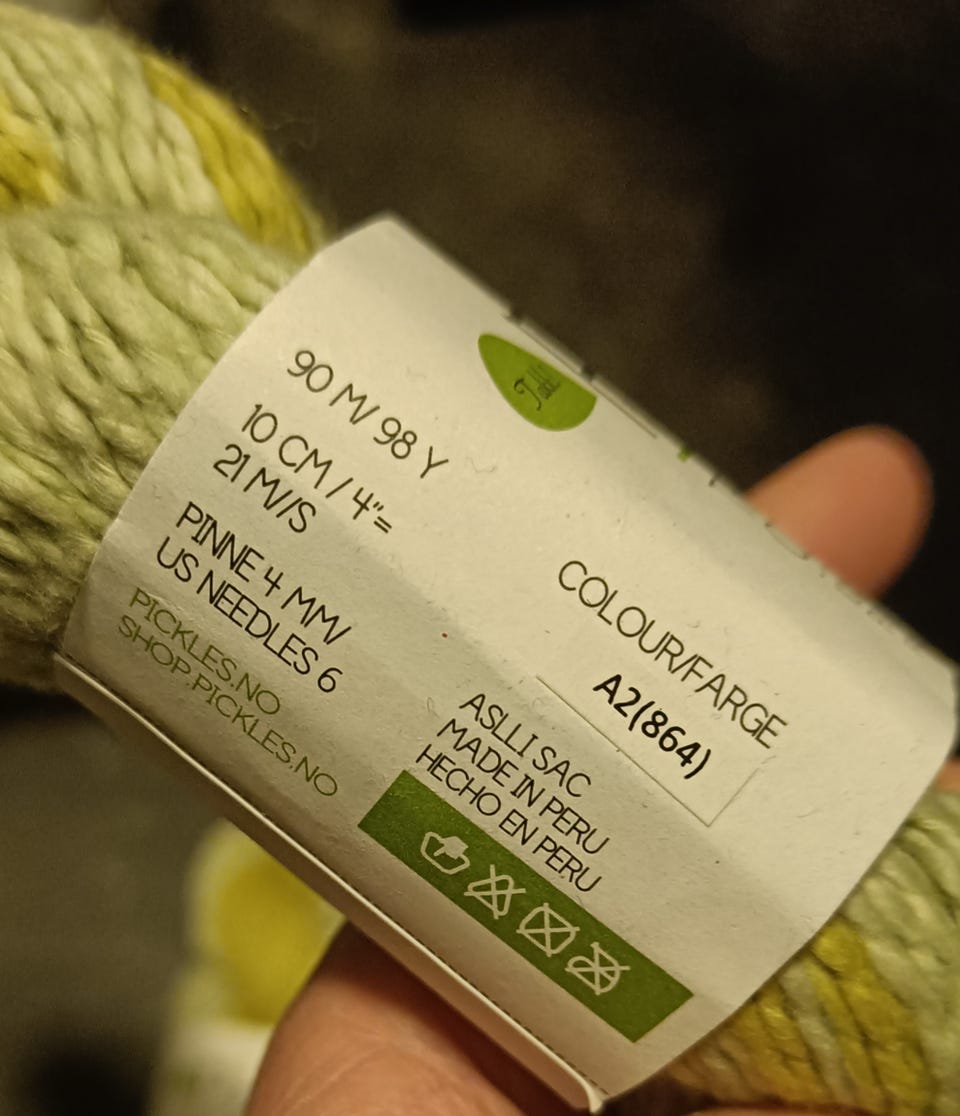 90 M/ 98 Y
10 CM / 4"=
21 M//S
PINNE 4 MM/
US NEEDLES 6
PICKLES.NO
SHOP.PICKLES.NO
COLOUR/FARGE
A2(864)
ASLLI SAC
MADE IN PERU
HECHO EN PERU